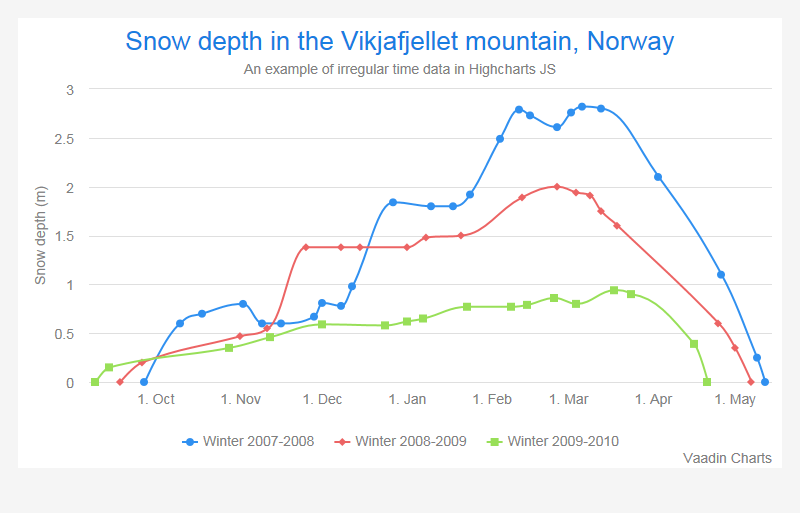 Snow depth in the Vikjafjellet mountain, Norway
An example of irregular time data in Highcharts JS
Snow depth (m)
3
2.5
2
1.5
1
0.5
0
1. Oct 1. Nov 1. Dec 1. Jan 1. Feb 1. Mar 1. Apr 1. May
Winter 2007-2008 Winter 2008-2009 Winter 2009-2010
Vaadin Charts